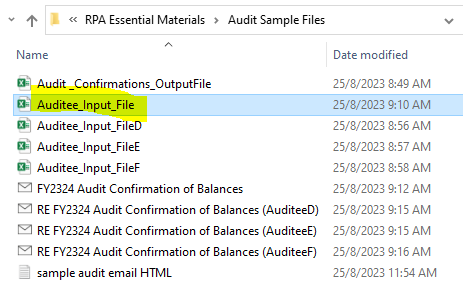 « RPA Essential Materials › Audit Sample Files
Name Date modified
Audit _Confirmations_OutputFile 25/8/2023 8:49 AM
Auditee_Input_File 25/8/2023 9:10 AM
Auditee_Input_FileD 25/8/2023 8:56 AM
Auditee_Input_FileE 25/8/2023 8:57 AM
Auditee_Input_FileF 25/8/2023 8:58 AM
FY2324 Audit Confirmation of Balances 25/8/2023 9:12 AM
RE FY2324 Audit Confirmation of Balances (AuditeeD) 25/8/2023 9:15 AM
RE FY2324 Audit Confirmation of Balances (AuditeeE) 25/8/2023 9:15 AM
RE FY2324 Audit Confirmation of Balances (AuditeeF) 25/8/2023 9:16 AM
sample audit email HTML 25/8/2023 11:54 AM